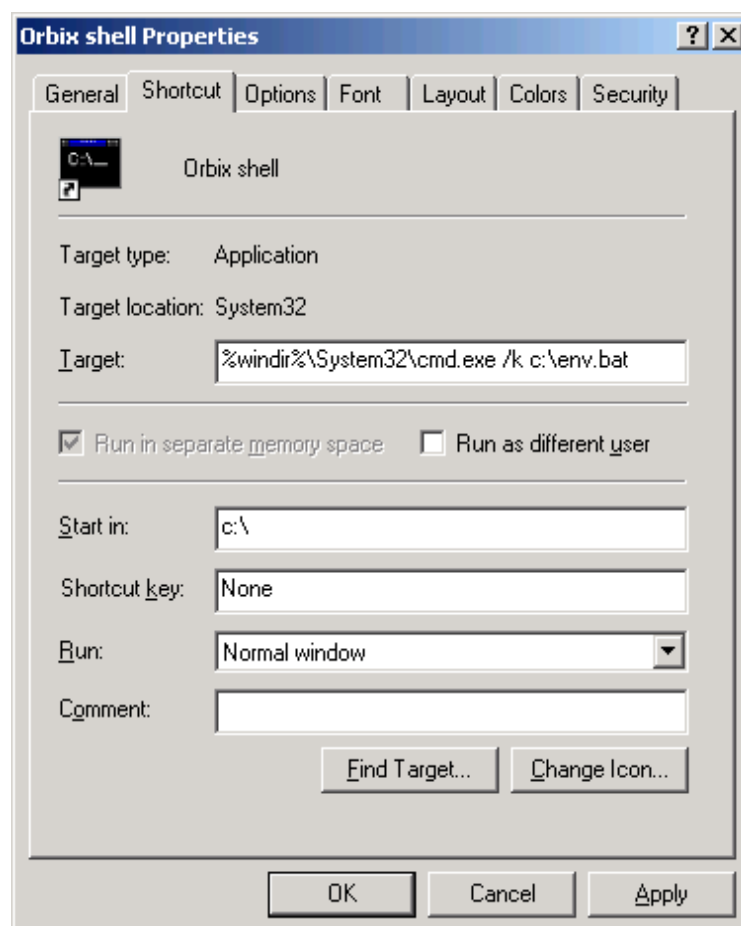 Orbix shell Properties
General Shortcut Options Font Layout Colors Security
C:\_
Orbix shell
Target type: Application
Target location: System32
Target: %windir%\System32\cmd.exe /k c:\env.bat
Run in separate memory space Run as different user
Start in: c:\
Shortcut key: None
Run: Normal window
Comment:
Find Target... Change Icon...
OK Cancel Apply